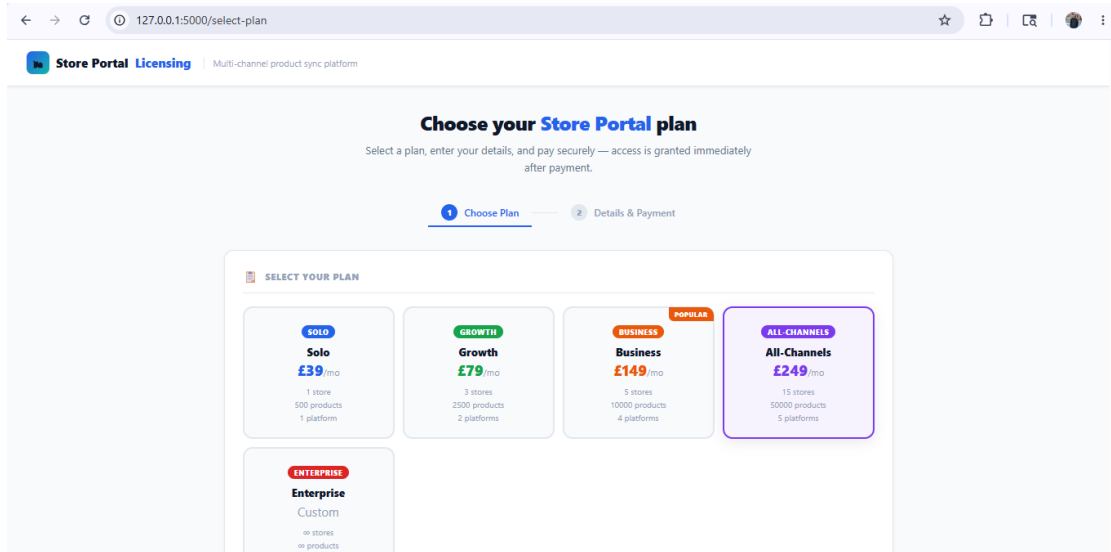 127.0.0.1:5000/select-plan
Store Portal Licensing Multi-channel product sync platform
Choose your Store Portal plan
Select a plan, enter your details, and pay securely — access is granted immediately
after payment.
1 Choose Plan 2 Details & Payment
SELECT YOUR PLAN
SOLO
Solo
£39/mo
1 store
500 products
1 platform
GROWTH
Growth
£79/mo
3 stores
2500 products
2 platforms
POPULAR
BUSINESS
Business
£149/mo
5 stores
10000 products
4 platforms
ALL-CHANNELS
All-Channels
£249/mo
15 stores
50000 products
5 platforms
ENTERPRISE
Enterprise
Custom
∞ stores
∞ products